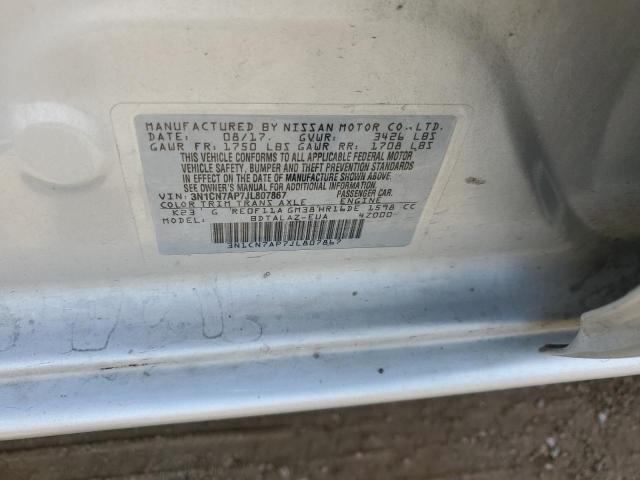 MANUFACTURED BY NISSAN MOTOR CO.,LTD.
DATE: 08/17. GVWR: 3426 LBS
GAWR FR: 1750 LBS GAWR RR: 1708 LBS
THIS VEHICLE CONFORMS TO ALL APPLICABLE FEDERAL MOTOR
VEHICLE SAFETY, BUMPER AND THEFT PREVENTION STANDARDS
IN EFFECT ON THE DATE OF MANUFACTURE SHOWN ABOVE.
SEE OWNER'S MANUAL FOR ADDITIONAL INFORMATION
VIN: 3N1CN7AP7JL807867 PASSENGER CAR
COLOR TRIM TRANS AXLE ENGINE
K23 G RE0F11A GM38 HR16DE 1598 CC
MODEL: BDTALAZ-EUA 42000
3N1CN7AP7JL807867